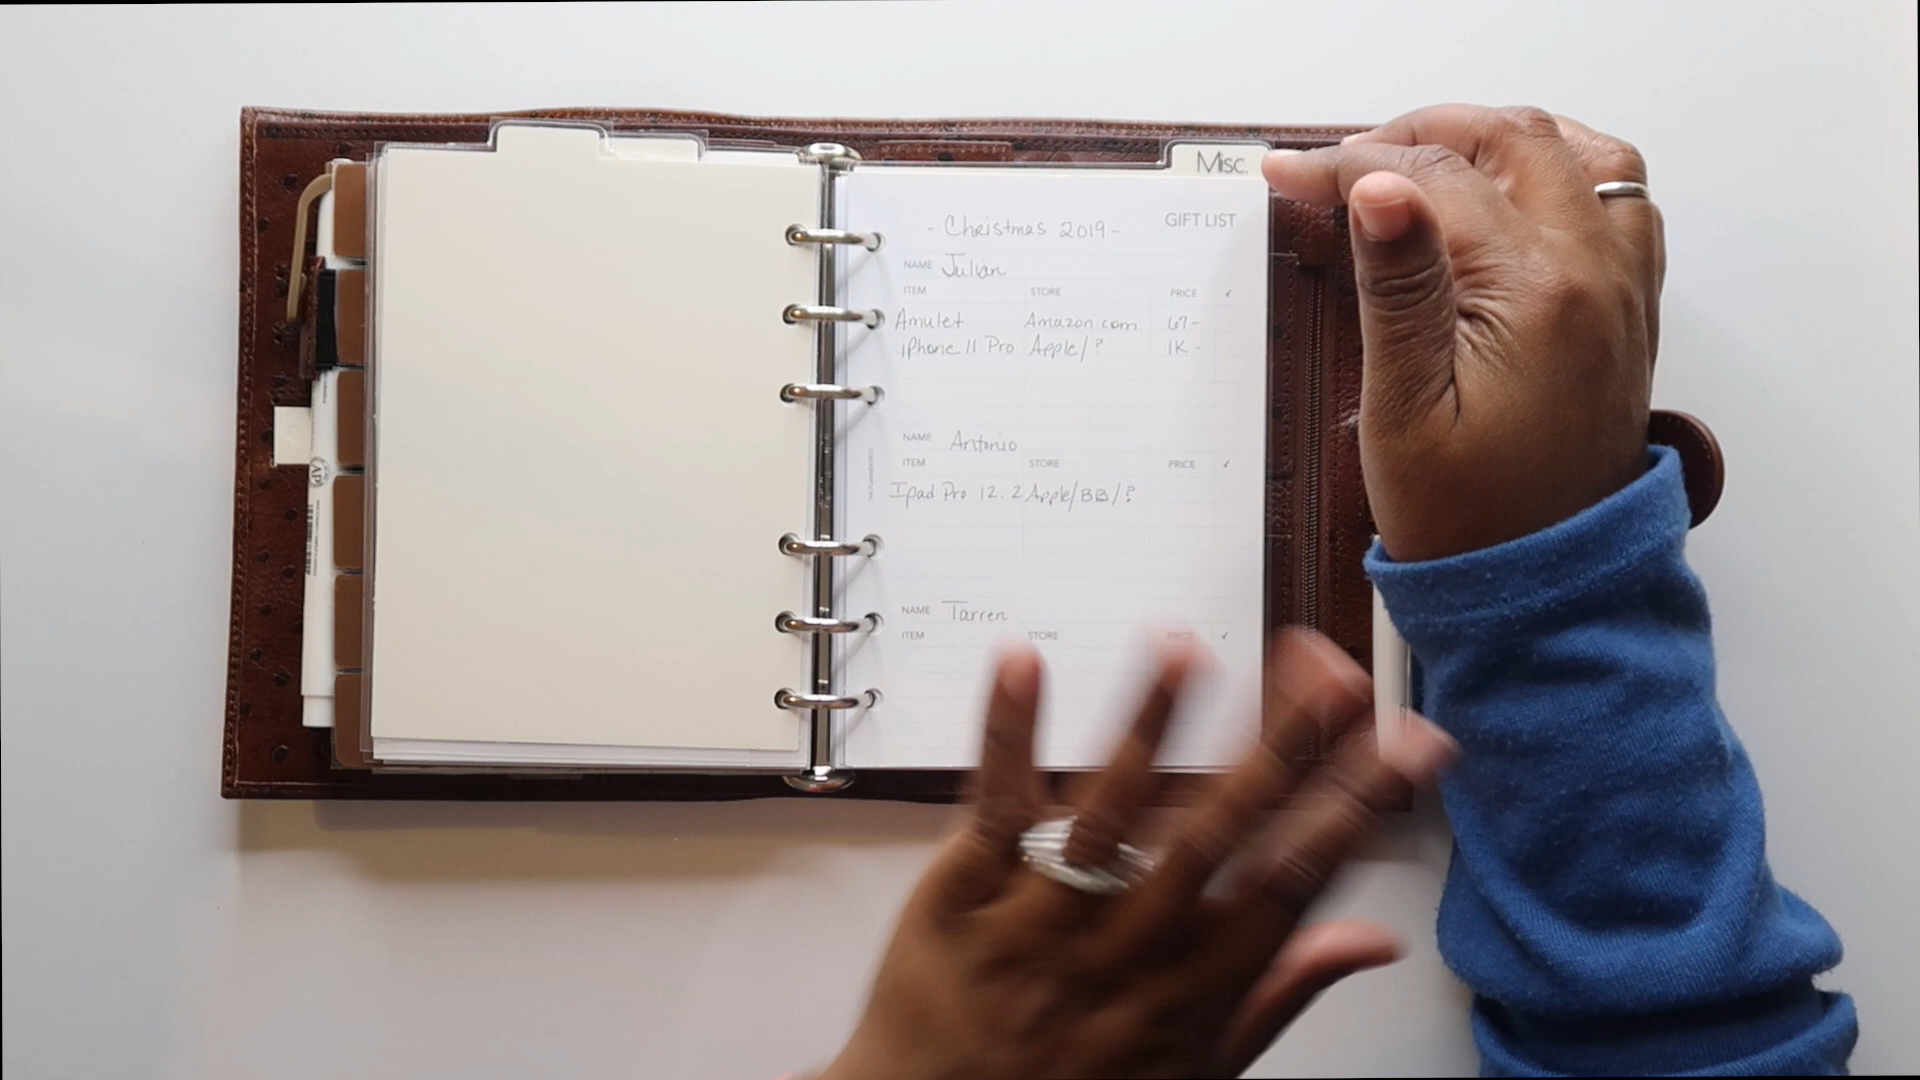 Misc.
- Christmas 2019 - GIFT LIST
NAME Julian
ITEM STORE PRICE ✓
Amulet Amazon.com 67-
iPhone 11 Pro Apple/? 1K -
NAME Antonio
ITEM STORE PRICE ✓
Ipad Pro 12.2 Apple/BB/?
NAME Tarren
ITEM STORE PRICE ✓